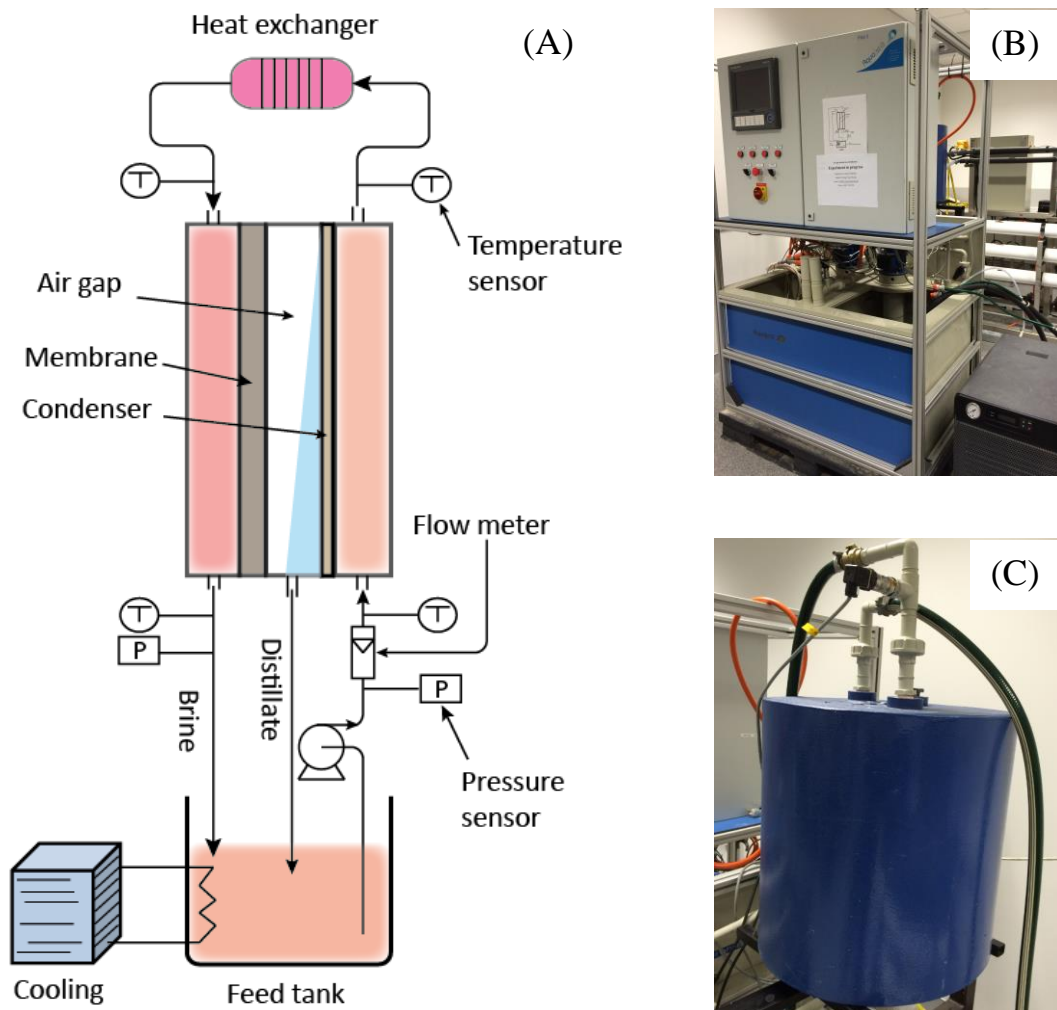 Heat exchanger
(A)
T
T
Temperature
sensor
Air gap
Membrane
Condenser
Flow meter
T
T
P
P
Brine
Distillate
Pressure
sensor
Cooling
Feed tank
(B)
(C)